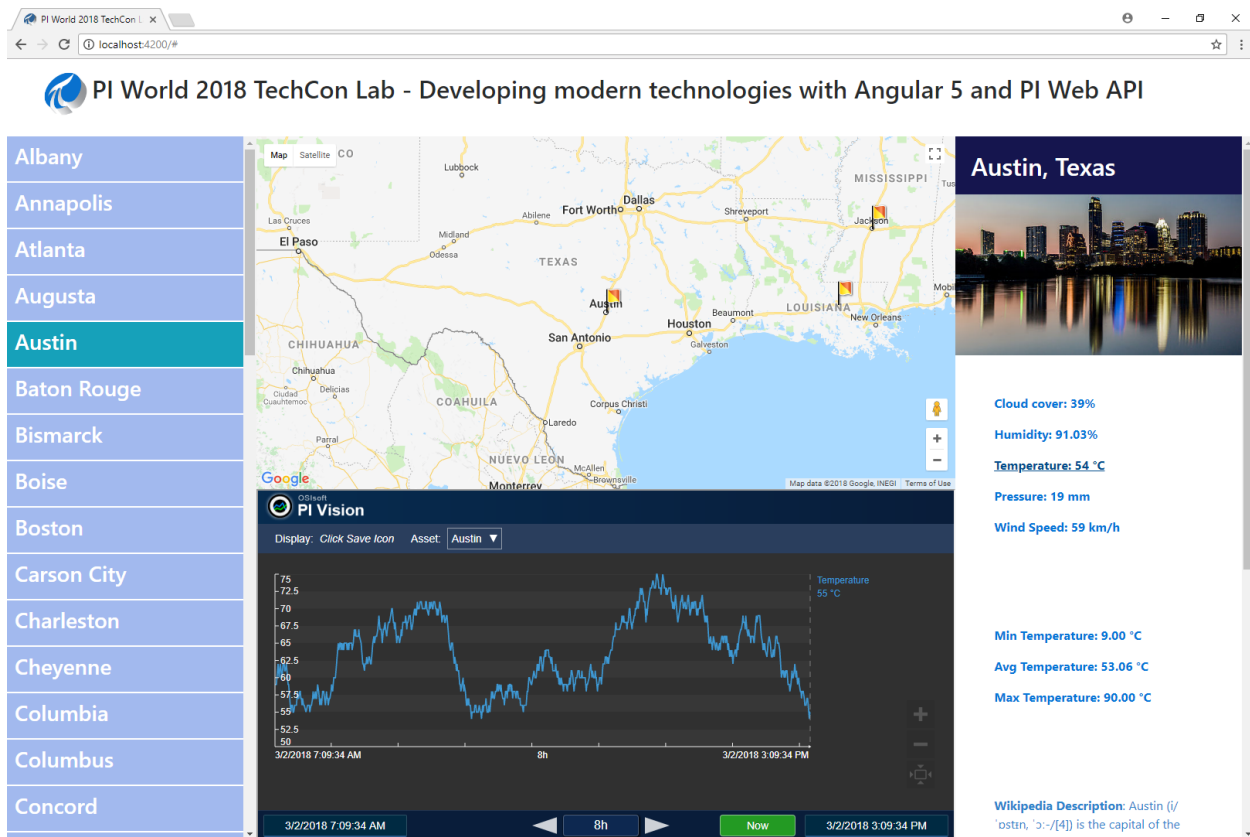 PI World 2018 TechCon L
localhost:4200/#
PI World 2018 TechCon Lab - Developing modern technologies with Angular 5 and PI Web API
Albany
Annapolis
Atlanta
Augusta
Austin
Baton Rouge
Bismarck
Boise
Boston
Carson City
Charleston
Cheyenne
Columbia
Columbus
Concord
Map Satellite
CO
Lubbock
MISSISSIPPI
Tus
Dallas
Fort Worth
Abilene
Shreveport
Jackson
Las Cruces
El Paso
Midland
Odessa
TEXAS
Austin
LOUISIANA
Mobi
Beaumont
Houston
New Orleans
San Antonio
Galveston
CHIHUAHUA
Chihuahua
Ciudad
Cuauhtemoc
Delicias
COAHUILA
Corpus Christi
Laredo
Parral
NUEVO LEON
McAllen
Brownsville
Monterrey
Google
Map data ©2018 Google, INEGI Terms of Use
OSIsoft
PI Vision
Display: Click Save Icon Asset: Austin
75
72.5
70
67.5
65
62.5
60
57.5
55
52.5
50
Temperature
55 °C
3/2/2018 7:09:34 AM 8h 3/2/2018 3:09:34 PM
3/2/2018 7:09:34 AM 8h Now 3/2/2018 3:09:34 PM
Austin, Texas
Cloud cover: 39%
Humidity: 91.03%
Temperature: 54 °C
Pressure: 19 mm
Wind Speed: 59 km/h
Min Temperature: 9.00 °C
Avg Temperature: 53.06 °C
Max Temperature: 90.00 °C
Wikipedia Description: Austin (i/
ˈɒstɪn, ˈɔː-/[4]) is the capital of the